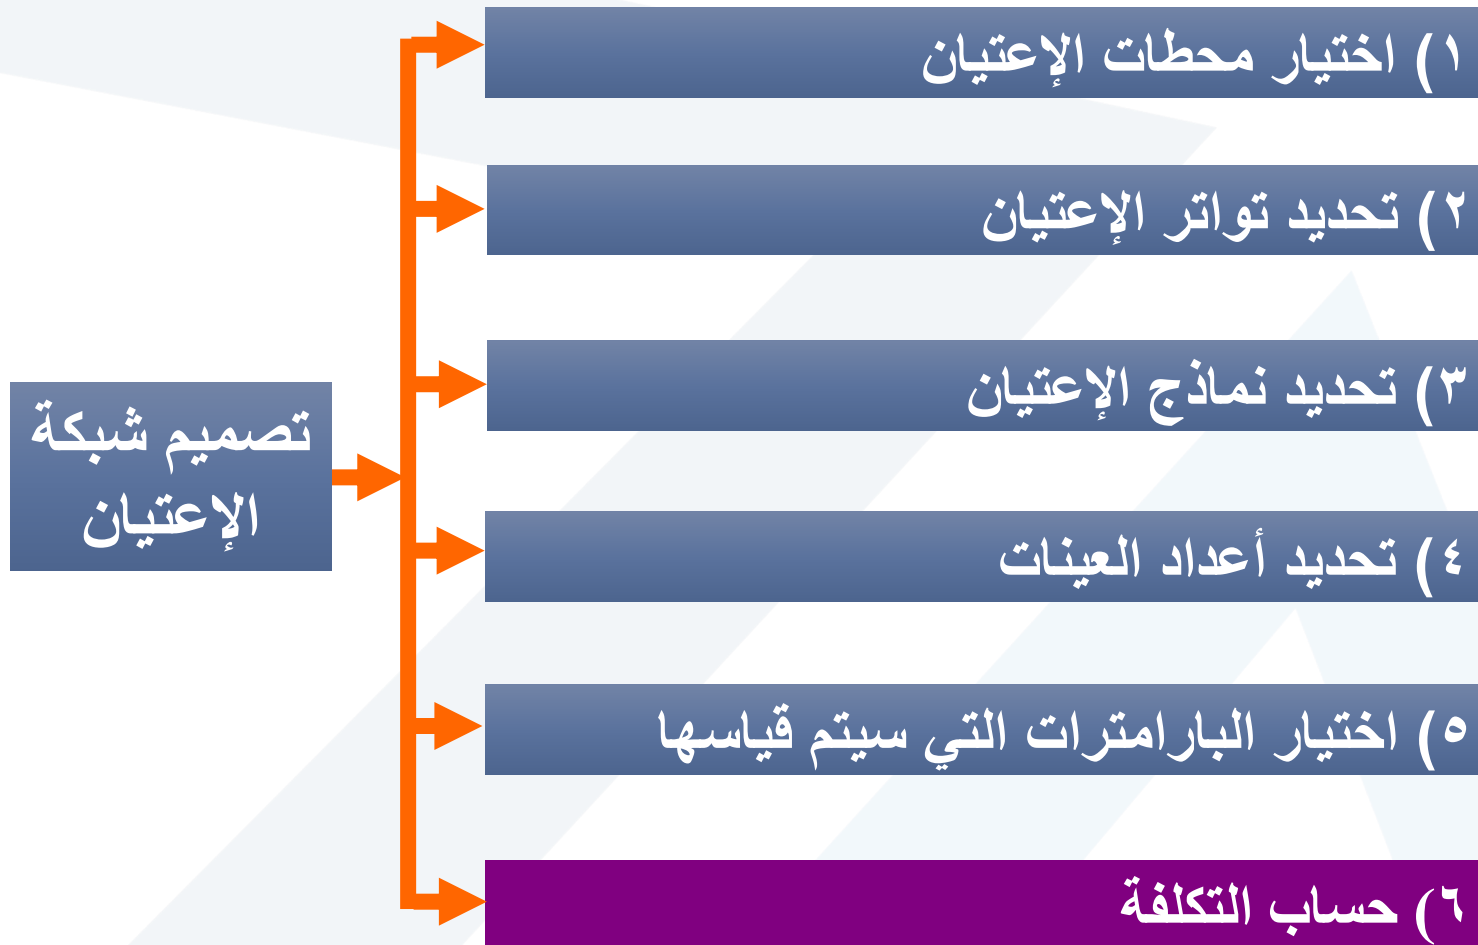 تصميم شبكة
الإعتيان
١) اختيار محطات الإعتيان
٢) تحديد تواتر الإعتيان
٣) تحديد نماذج الإعتيان
٤) تحديد أعداد العينات
٥) اختيار البارامترات التي سيتم قياسها
٦) حساب التكلفة